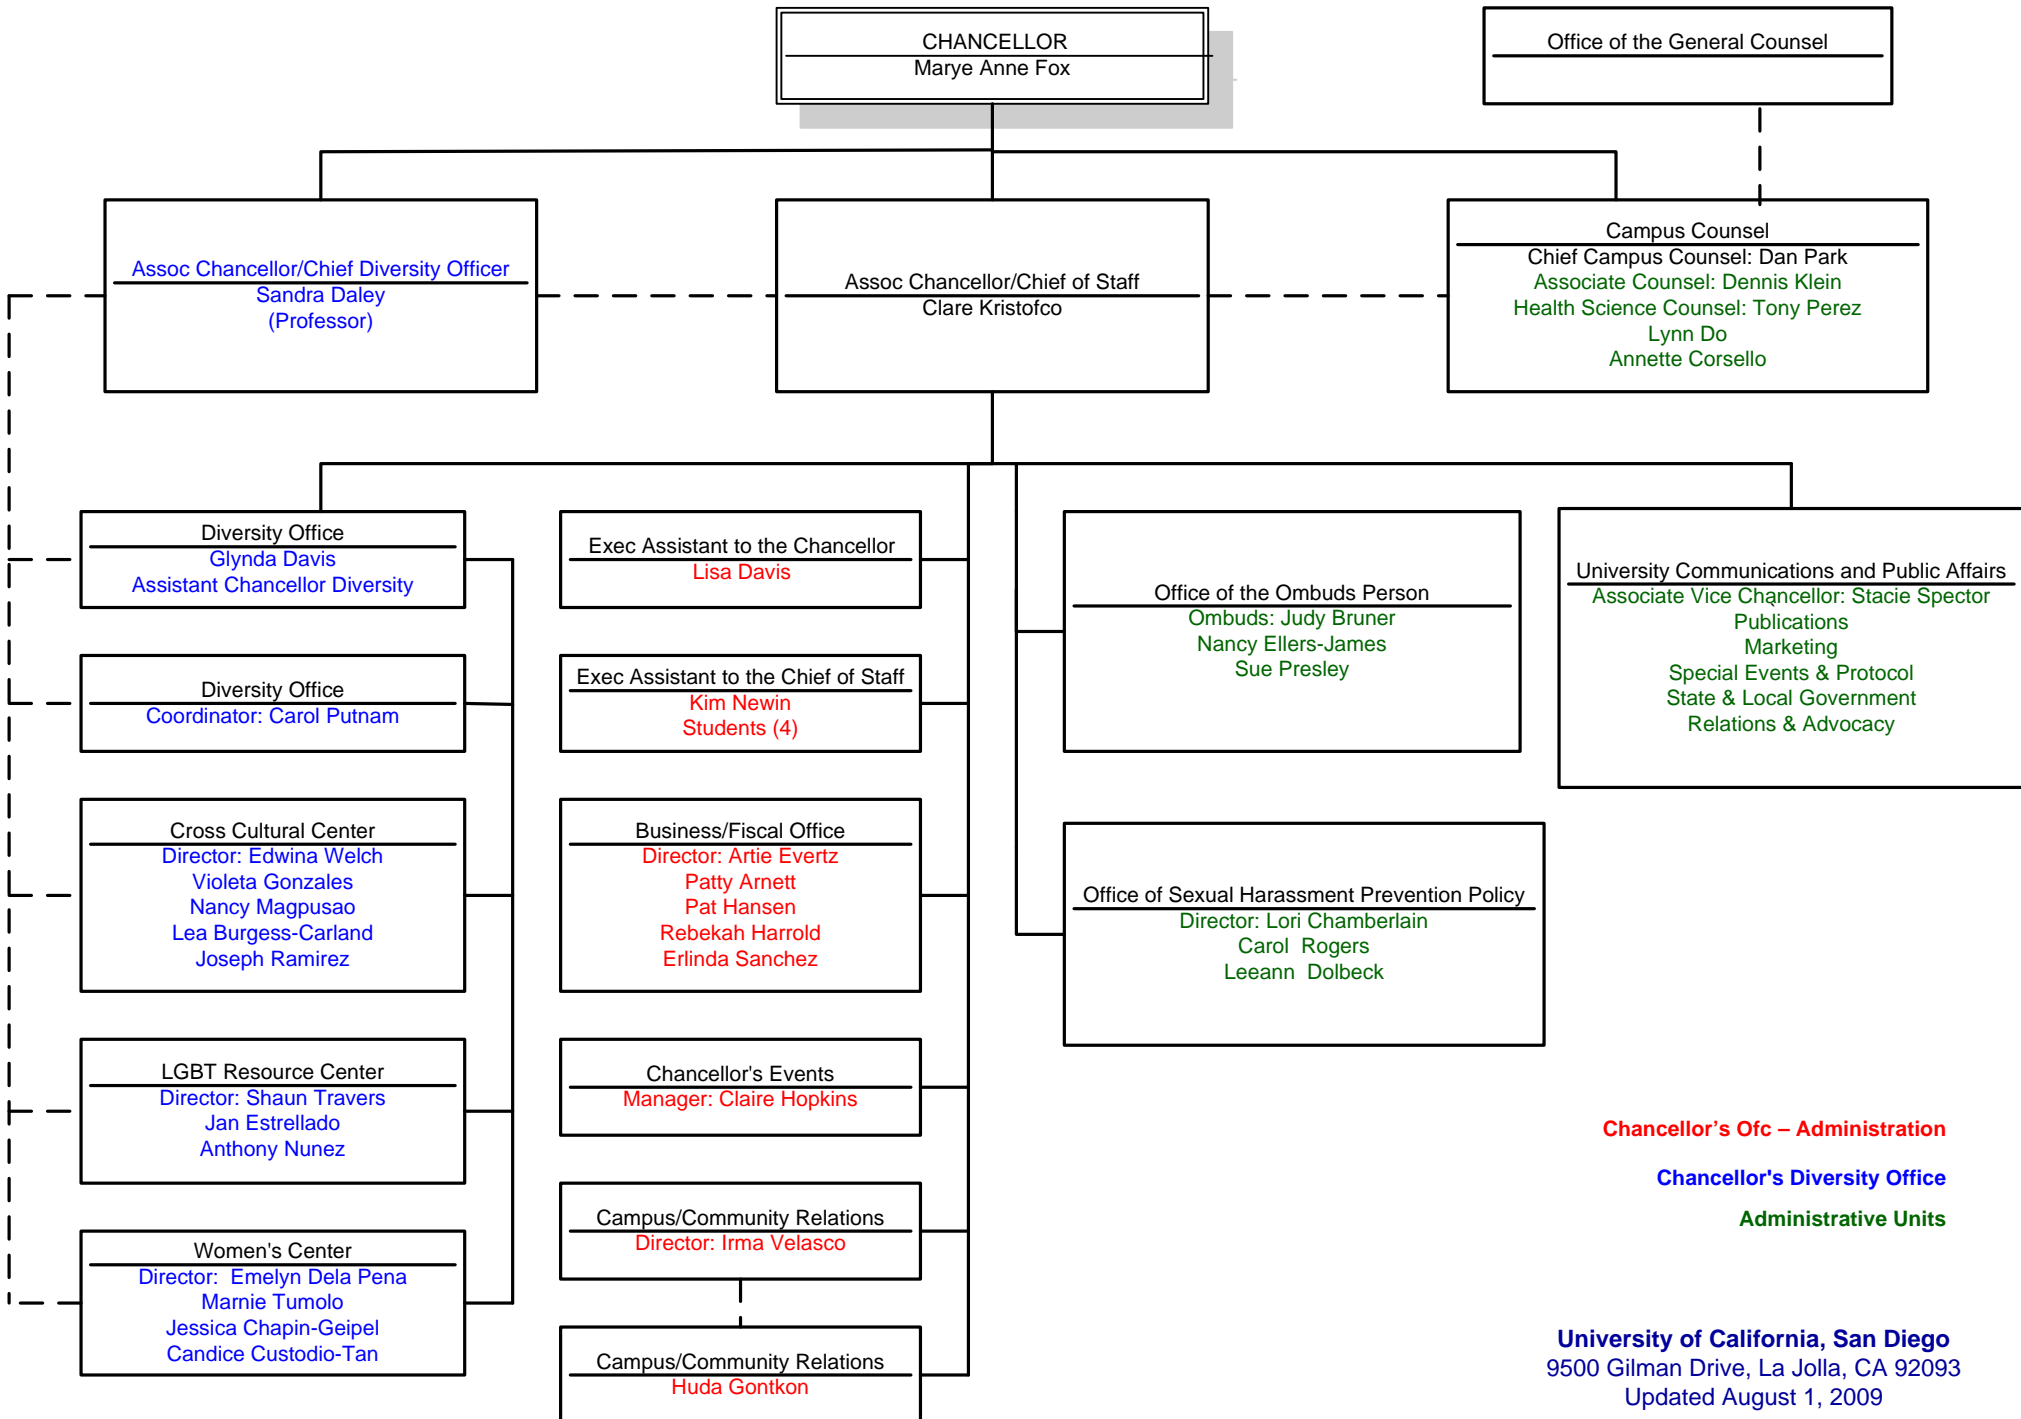 CHANCELLOR
Marye Anne Fox
Office of the General Counsel
Assoc Chancellor/Chief Diversity Officer
Sandra Daley
(Professor)
Assoc Chancellor/Chief of Staff
Clare Kristofco
Campus Counsel
Chief Campus Counsel: Dan Park
Associate Counsel: Dennis Klein
Health Science Counsel: Tony Perez
Lynn Do
Annette Corsello
Diversity Office
Glynda Davis
Assistant Chancellor Diversity
Diversity Office
Coordinator: Carol Putnam
Cross Cultural Center
Director: Edwina Welch
Violeta Gonzales
Nancy Magpusao
Lea Burgess-Carland
Joseph Ramirez
LGBT Resource Center
Director: Shaun Travers
Jan Estrellado
Anthony Nunez
Women's Center
Director: Emelyn Dela Pena
Marnie Tumolo
Jessica Chapin-Geipel
Candice Custodio-Tan
Exec Assistant to the Chancellor
Lisa Davis
Exec Assistant to the Chief of Staff
Kim Newin
Students (4)
Business/Fiscal Office
Director: Artie Evertz
Patty Arnett
Pat Hansen
Rebekah Harrold
Erlinda Sanchez
Chancellor's Events
Manager: Claire Hopkins
Campus/Community Relations
Director: Irma Velasco
Campus/Community Relations
Huda Gontkon
Office of the Ombuds Person
Ombuds: Judy Bruner
Nancy Ellers-James
Sue Presley
Office of Sexual Harassment Prevention Policy
Director: Lori Chamberlain
Carol Rogers
Leeann Dolbeck
University Communications and Public Affairs
Associate Vice Chancellor: Stacie Spector
Publications
Marketing
Special Events & Protocol
State & Local Government
Relations & Advocacy
Chancellor’s Ofc – Administration
Chancellor's Diversity Office
Administrative Units
University of California, San Diego
9500 Gilman Drive, La Jolla, CA 92093
Updated August 1, 2009